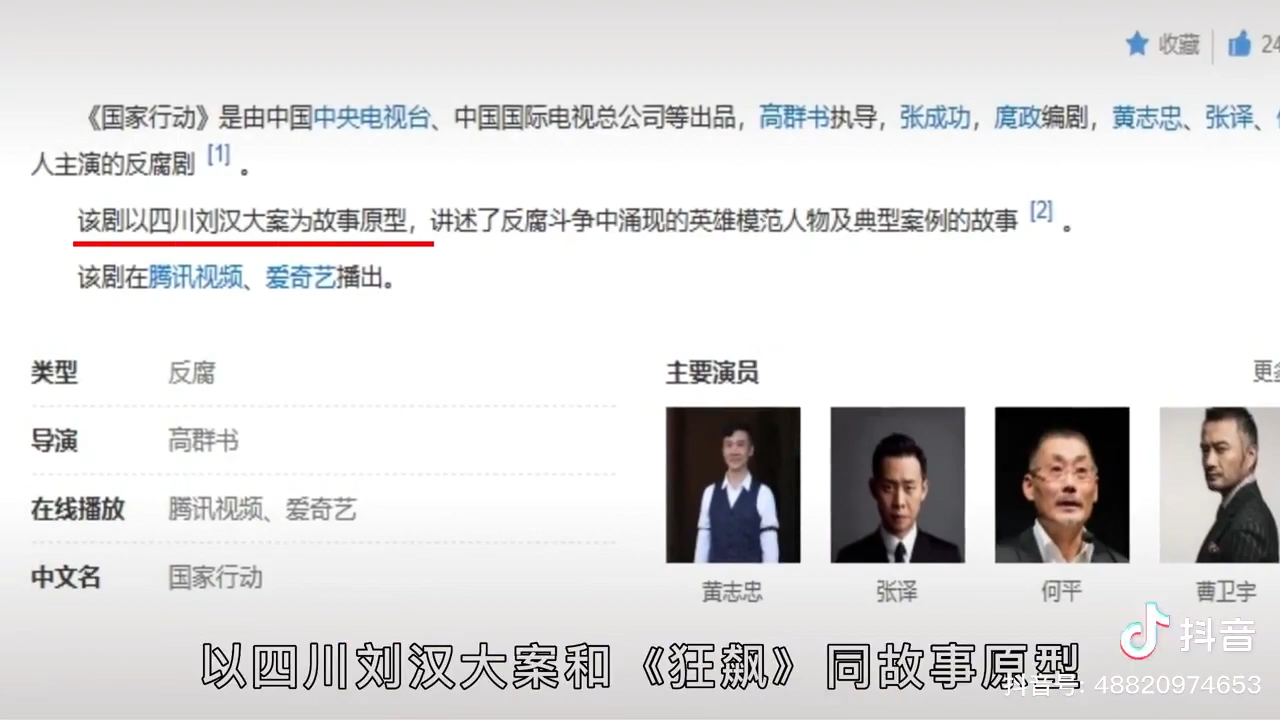 收藏 24
《国家行动》是由中国中央电视台、中国国际电视总公司等出品，高群书执导，张成功，庹政编剧，黄志忠、张译、
人主演的反腐剂 [1] 。
该剧以四川刘汉大案为故事原型，讲述了反腐斗争中涌现的英雄模范人物及典型案例的故事 [2] 。
该剧在腾讯视频、爱奇艺播出。
类型 反腐
导演 高群书
在线播放 腾讯视频、爱奇艺
中文名 国家行动
主要演员
黄志忠 张译 何平 曹卫宇
抖音
以四川刘汉大案和《狂飙》同故事原型
抖音号: 48820974653